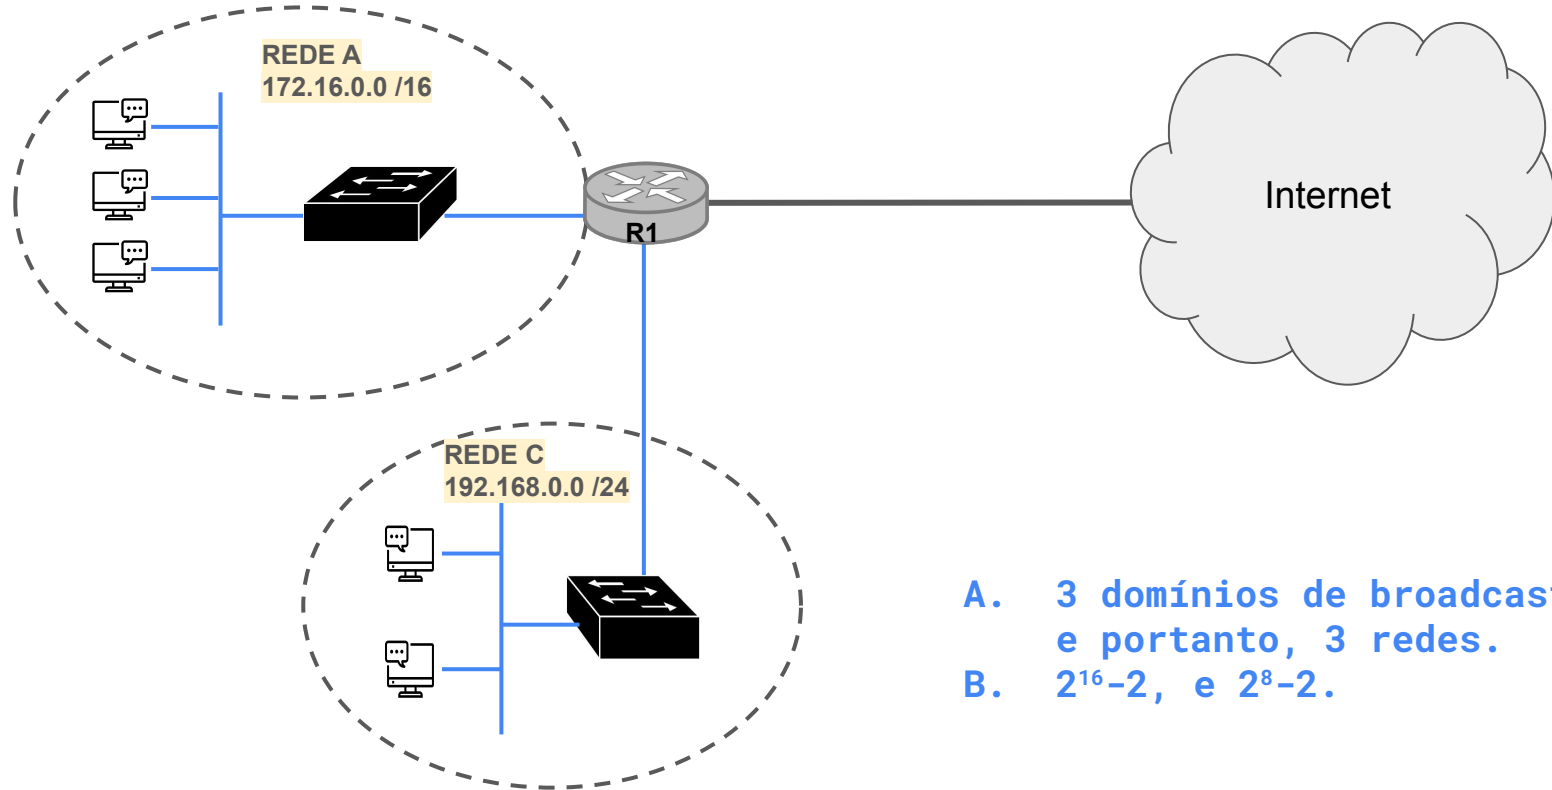 REDE A
172.16.0.0 /16
R1
Internet
REDE C
192.168.0.0 /24
A. 3 domínios de broadcast
e portanto, 3 redes.
B. 2¹⁶-2, e 2⁸-2.